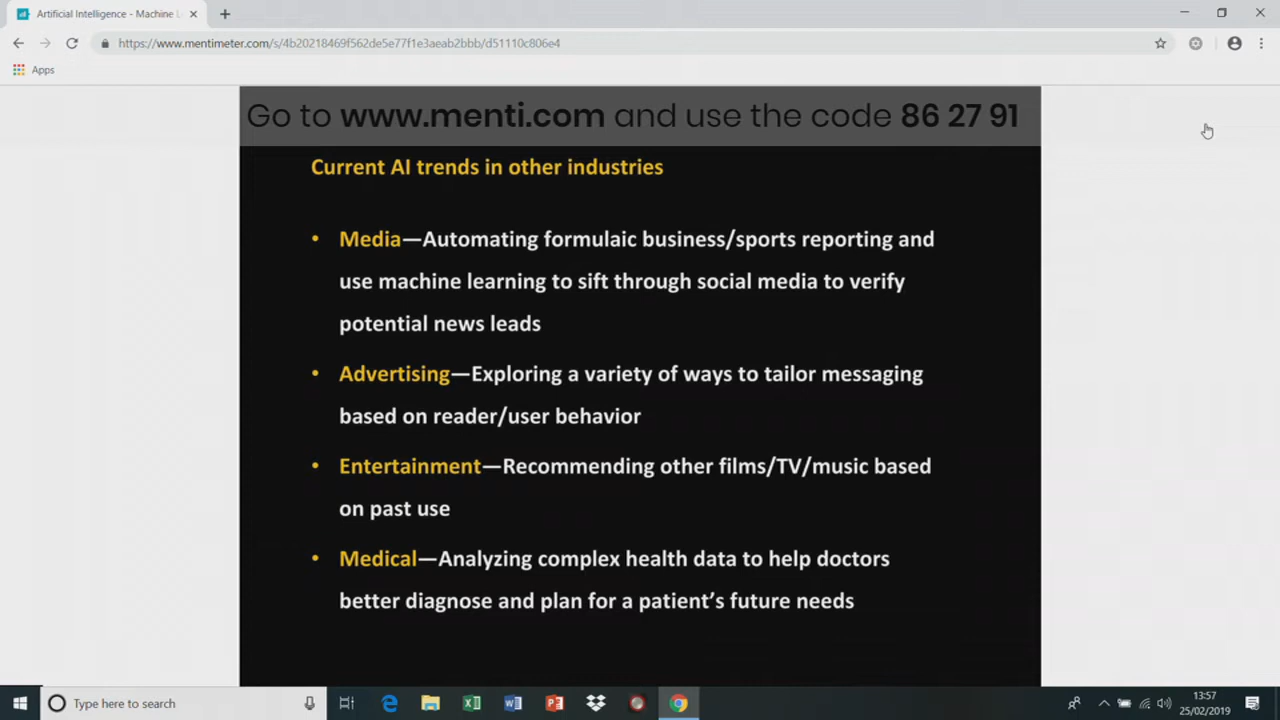 Artificial Intelligence - Machine L
https://www.mentimeter.com/s/4b20218469f562de5e77f1e3aeab2bbb/d51110c806e4
Apps
Go to www.menti.com and use the code 86 27 91
Current AI trends in other industries
• Media—Automating formulaic business/sports reporting and
use machine learning to sift through social media to verify
potential news leads
• Advertising—Exploring a variety of ways to tailor messaging
based on reader/user behavior
• Entertainment—Recommending other films/TV/music based
on past use
• Medical—Analyzing complex health data to help doctors
better diagnose and plan for a patient’s future needs
Type here to search
13:57
25/02/2019